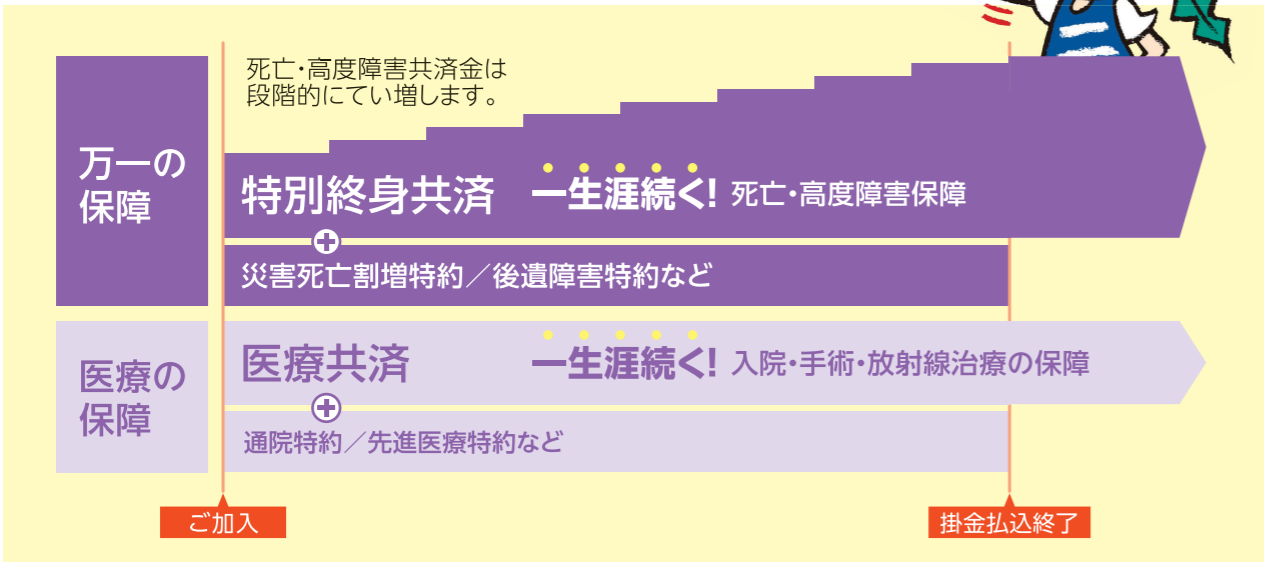 死亡・高度障害共済金は
段階的にてい増します。
万一の
保障
特別終身共済 一生涯続く! 死亡・高度障害保障
災害死亡割増特約／後遺障害特約など
医療の
保障
医療共済 一生涯続く! 入院・手術・放射線治療の保障
通院特約／先進医療特約など
ご加入
掛金払込終了